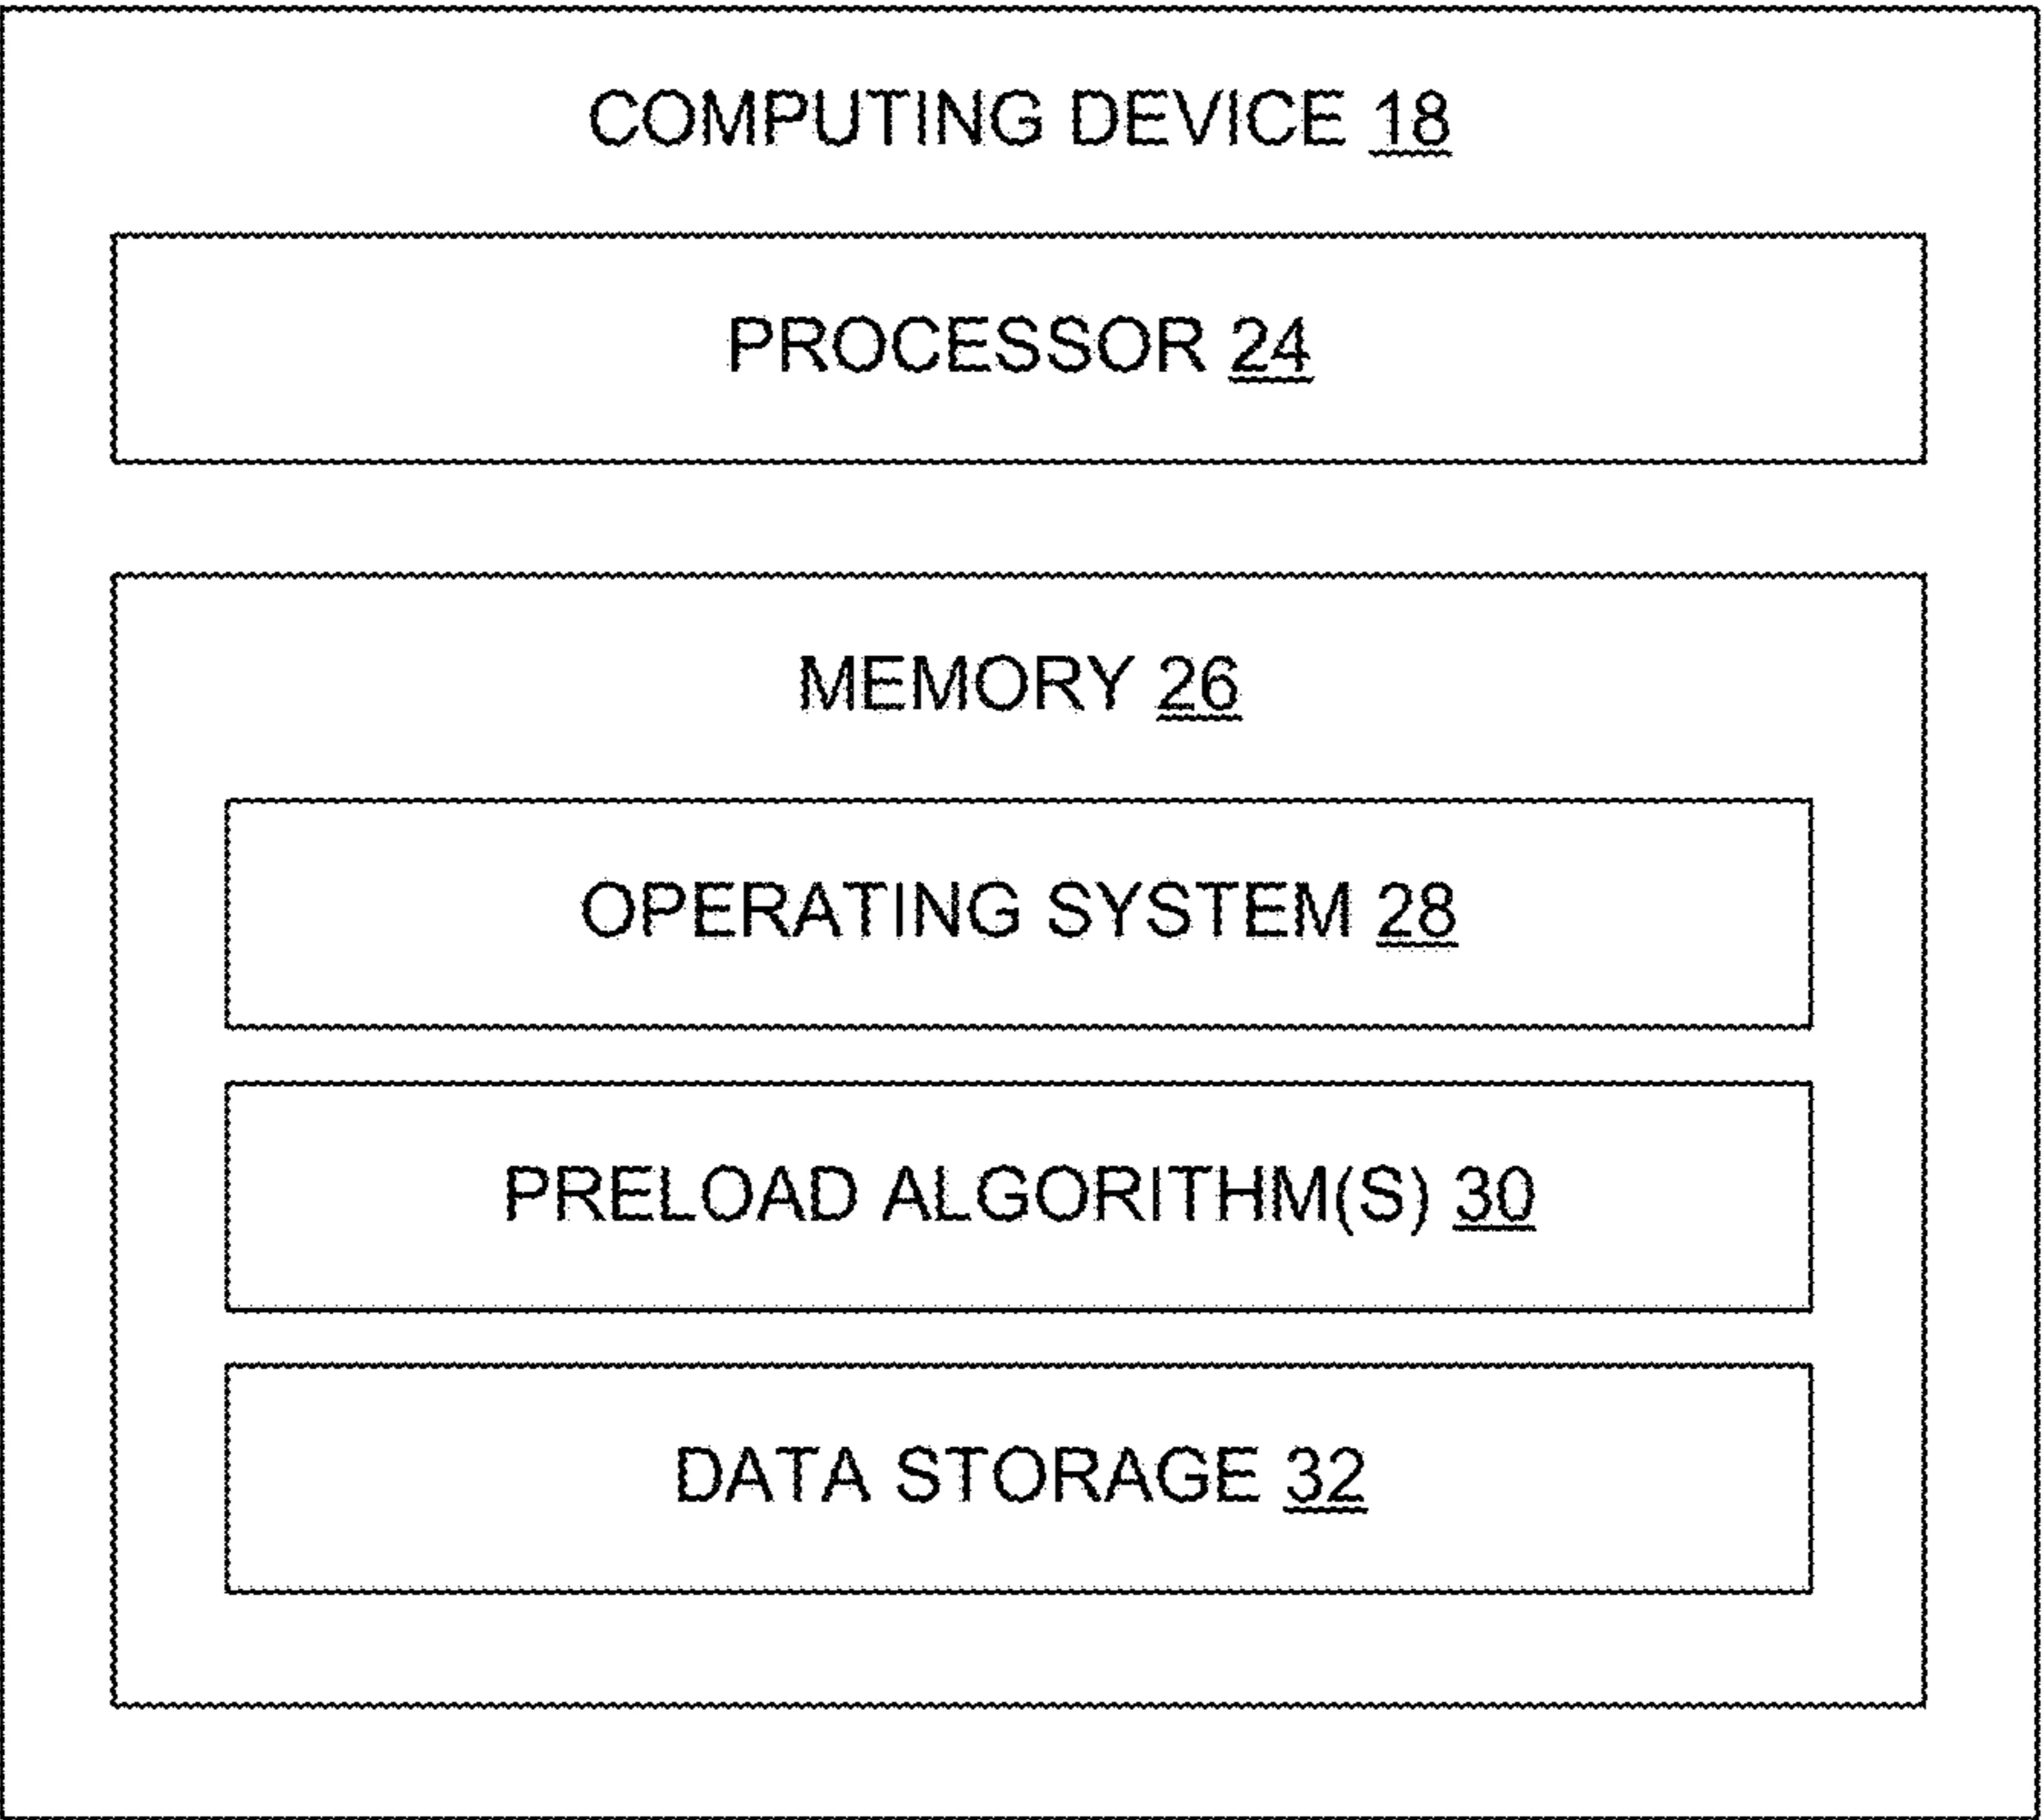 COMPUTING DEVICE 18
PROCESSOR 24
MEMORY 26
OPERATING SYSTEM 28
PRELOAD ALGORITHM(S) 30
DATA STORAGE 32